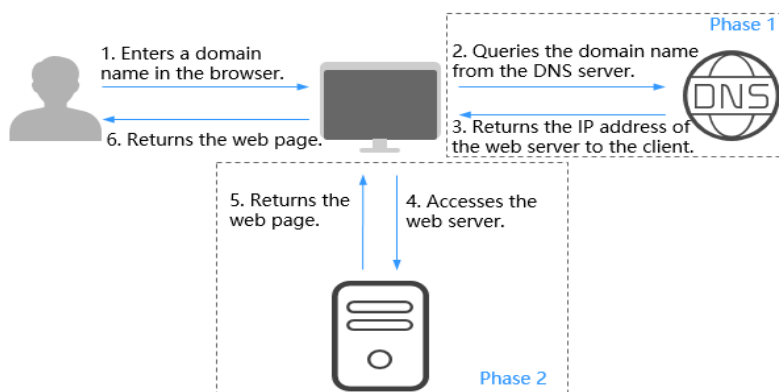 Phase 1
1. Enters a domain
name in the browser.
2. Queries the domain name
from the DNS server.
DNS
6. Returns the web page.
3. Returns the IP address of
the web server to the client.
5. Returns the
web page.
4. Accesses the
web server.
Phase 2